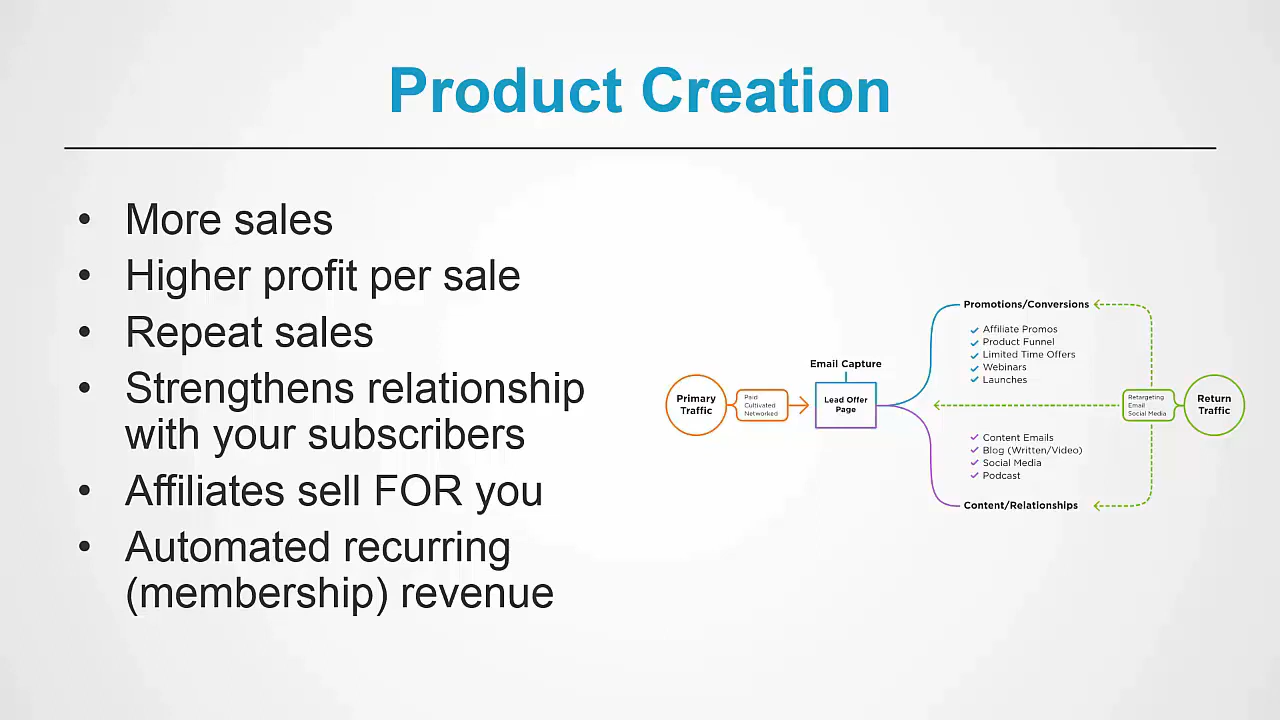 Product Creation
• More sales
• Higher profit per sale
• Repeat sales
• Strengthens relationship
with your subscribers
• Affiliates sell FOR you
• Automated recurring
(membership) revenue
Primary
Traffic
Paid
Cultivated
Networked
Email Capture
Lead Offer
Page
Promotions/Conversions
Affiliate Promos
Product Funnel
Limited Time Offers
Webinars
Launches
Content Emails
Blog (Written/Video)
Social Media
Podcast
Content/Relationships
Retargeting
Email
Social Media
Return
Traffic